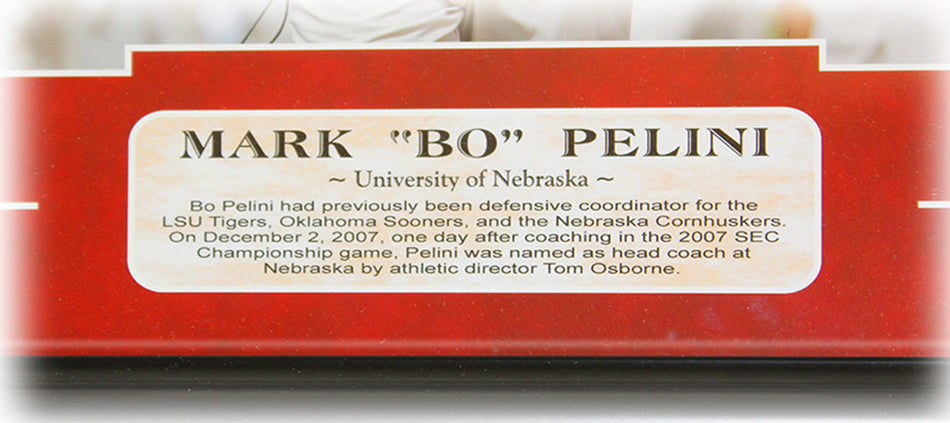 MARK "BO" PELINI
~ University of Nebraska ~
Bo Pelini had previously been defensive coordinator for the
LSU Tigers, Oklahoma Sooners, and the Nebraska Cornhuskers.
On December 2, 2007, one day after coaching in the 2007 SEC
Championship game, Pelini was named as head coach at
Nebraska by athletic director Tom Osborne.